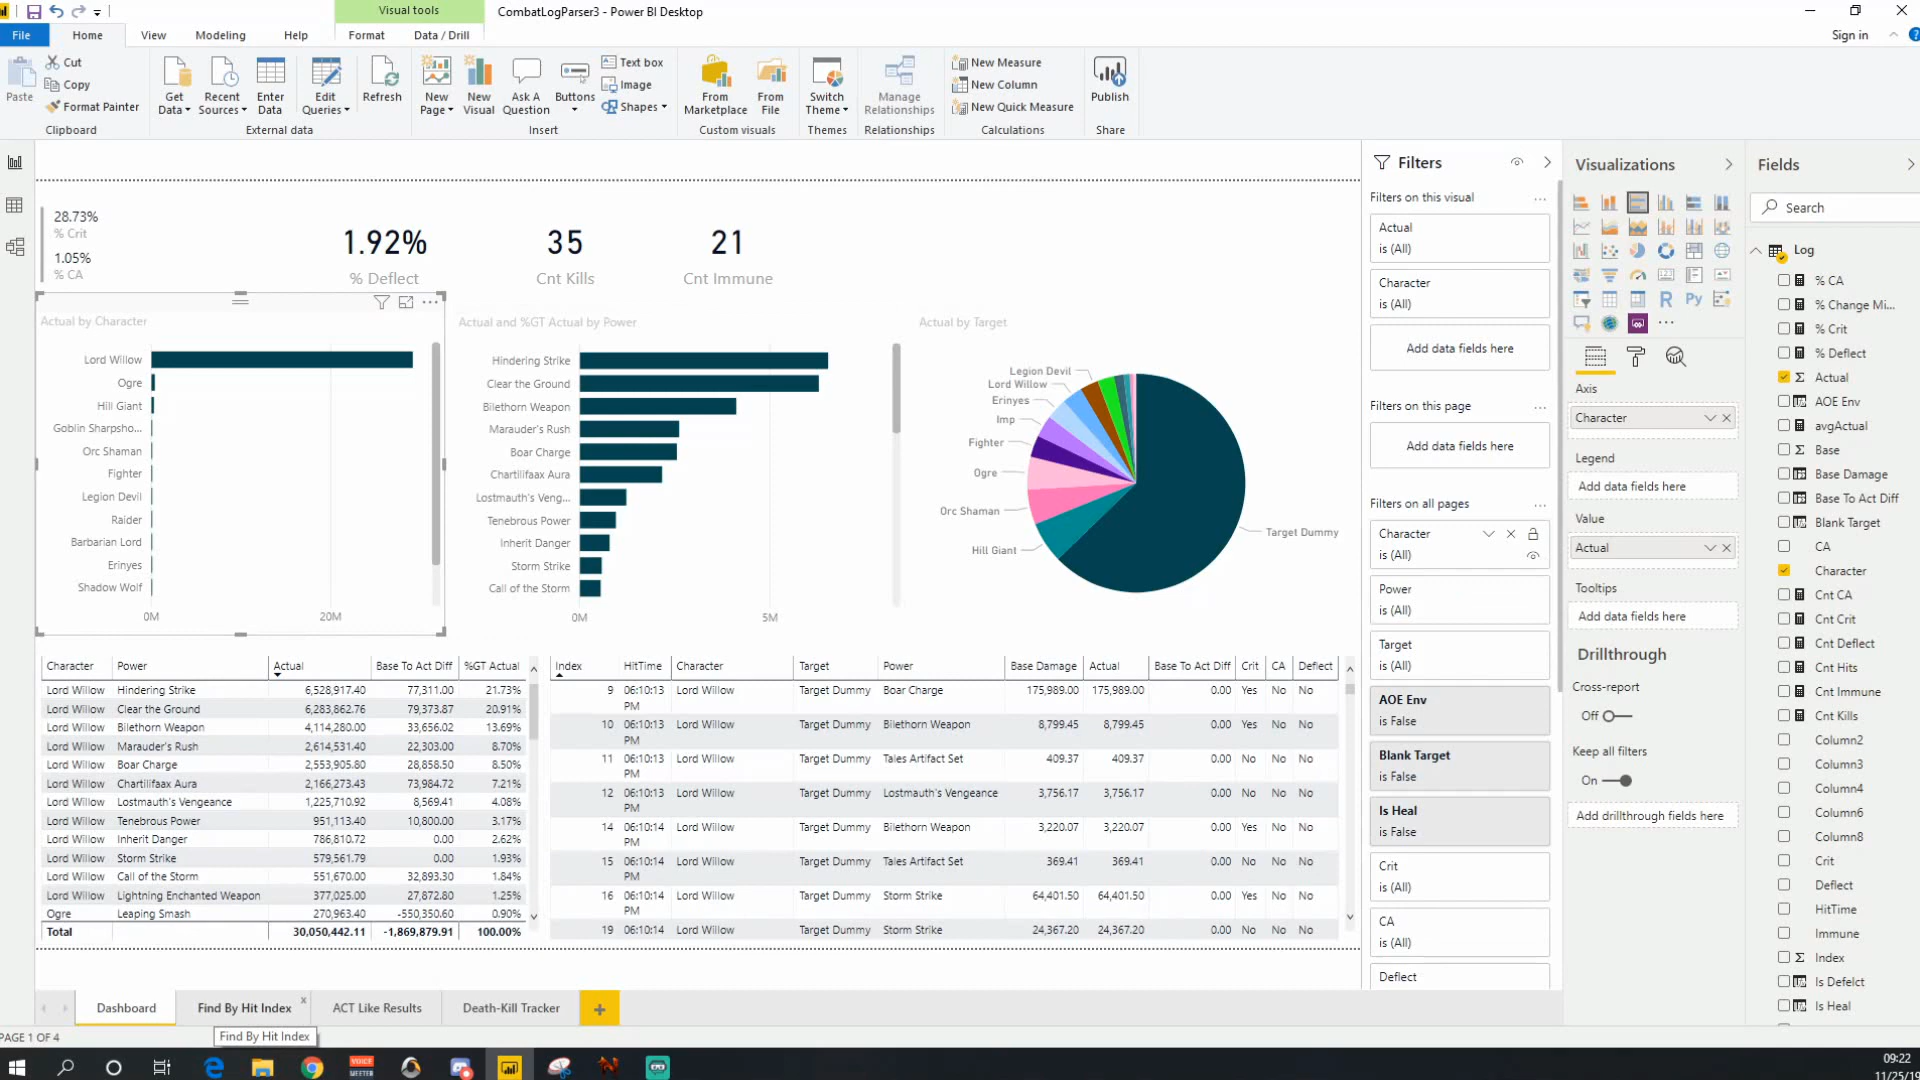 Visual tools
CombatLogParser3 - Power BI Desktop
File Home View Modeling Help Format Data / Drill
Sign in
Paste
Cut
Copy
Format Painter
Clipboard
Get Data
Recent Sources
Enter Data
Edit Queries
Refresh
External data
New Page
New Visual
Ask A Question
Buttons
Text box
Image
Shapes
Insert
From Marketplace
From File
Custom visuals
Switch Theme
Themes
Manage Relationships
Relationships
New Measure
New Column
New Quick Measure
Calculations
Publish
Share
28.73%
% Crit
1.05%
% CA
1.92%
% Deflect
35
Cnt Kills
21
Cnt Immune
Actual by Character
Lord Willow
Ogre
Hill Giant
Goblin Sharpsho...
Orc Shaman
Fighter
Legion Devil
Raider
Barbarian Lord
Erinyes
Shadow Wolf
0M 20M
Actual and %GT Actual by Power
Hindering Strike
Clear the Ground
Bilethorn Weapon
Marauder's Rush
Boar Charge
Chartilifaax Aura
Lostmauth's Veng...
Tenebrous Power
Inherit Danger
Storm Strike
Call of the Storm
0M 5M
Actual by Target
Legion Devil
Lord Willow
Erinyes
Imp
Fighter
Ogre
Orc Shaman
Hill Giant
Target Dummy
Character Power Actual Base To Act Diff %GT Actual
Lord Willow Hindering Strike 6,528,917.40 77,311.00 21.73%
Lord Willow Clear the Ground 6,283,862.76 79,373.87 20.91%
Lord Willow Bilethorn Weapon 4,114,280.00 33,656.02 13.69%
Lord Willow Marauder's Rush 2,614,531.40 22,303.00 8.70%
Lord Willow Boar Charge 2,553,905.80 28,858.50 8.50%
Lord Willow Chartilifaax Aura 2,166,273.43 73,984.72 7.21%
Lord Willow Lostmauth's Vengeance 1,225,710.92 8,569.41 4.08%
Lord Willow Tenebrous Power 951,113.40 10,800.00 3.17%
Lord Willow Inherit Danger 786,810.72 0.00 2.62%
Lord Willow Storm Strike 579,561.79 0.00 1.93%
Lord Willow Call of the Storm 551,670.00 32,893.30 1.84%
Lord Willow Lightning Enchanted Weapon 377,025.00 27,872.80 1.25%
Ogre Leaping Smash 270,963.40 -550,350.60 0.90%
Total 30,050,442.11 -1,869,879.91 100.00%
Index HitTime Character Target Power Base Damage Actual Base To Act Diff Crit CA Deflect
9 06:10:13 PM Lord Willow Target Dummy Boar Charge 175,989.00 175,989.00 0.00 Yes No No
10 06:10:13 PM Lord Willow Target Dummy Bilethorn Weapon 8,799.45 8,799.45 0.00 Yes No No
11 06:10:13 PM Lord Willow Target Dummy Tales Artifact Set 409.37 409.37 0.00 No No No
12 06:10:13 PM Lord Willow Target Dummy Lostmauth's Vengeance 3,756.17 3,756.17 0.00 Yes No No
14 06:10:14 PM Lord Willow Target Dummy Bilethorn Weapon 3,220.07 3,220.07 0.00 Yes No No
15 06:10:14 PM Lord Willow Target Dummy Tales Artifact Set 369.41 369.41 0.00 No No No
16 06:10:14 PM Lord Willow Target Dummy Storm Strike 64,401.50 64,401.50 0.00 Yes No No
19 06:10:14 Lord Willow Target Dummy Storm Strike 24,367.20 24,367.20 0.00 No No No
Filters
Filters on this visual ...
Actual
is (All)
Character
is (All)
Add data fields here
Filters on this page ...
Add data fields here
Filters on all pages ...
Character
is (All)
Power
is (All)
Target
is (All)
AOE Env
is False
Blank Target
is False
Is Heal
is False
Crit
is (All)
CA
is (All)
Deflect
Visualizations
R Py
...
Axis
Character
Legend
Add data fields here
Value
Actual
Tooltips
Add data fields here
Drillthrough
Cross-report
Off
Keep all filters
On
Add drillthrough fields here
Fields
Search
Log
% CA
% Change Mi...
% Crit
% Deflect
Actual
AOE Env
avgActual
Base
Base Damage
Base To Act Diff
Blank Target
CA
Character
Cnt CA
Cnt Crit
Cnt Deflect
Cnt Hits
Cnt Immune
Cnt Kills
Column2
Column3
Column4
Column6
Column8
Crit
Deflect
HitTime
Immune
Index
Is Defelct
Is Heal
Dashboard Find By Hit Index x ACT Like Results Death-Kill Tracker +
Find By Hit Index
PAGE 1 OF 4
VOICE MEETER
09:22
11/25/19